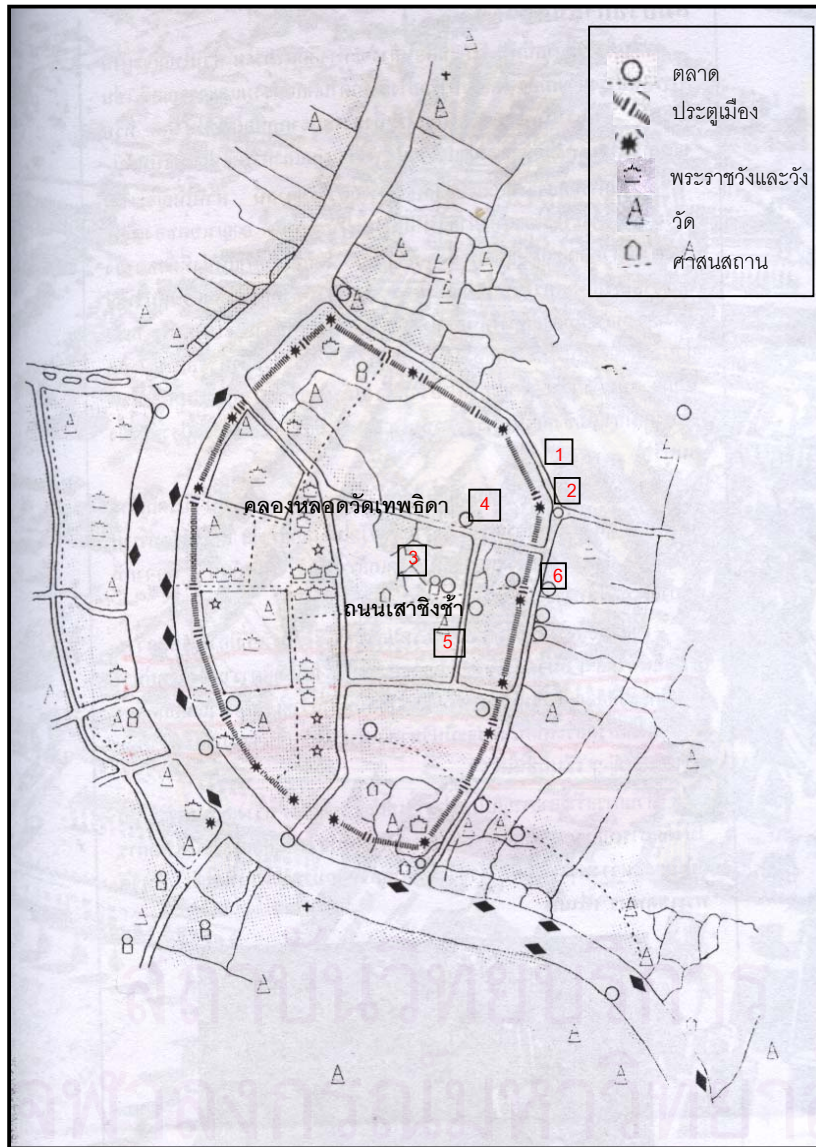 ตลาด
ประตูเมือง
พระราชวังและวัง
วัด
ศาสนสถาน
1
2
4
คลองหลอดวัดเทพธิดา
3
6
ถนนเสาชิงช้า
5